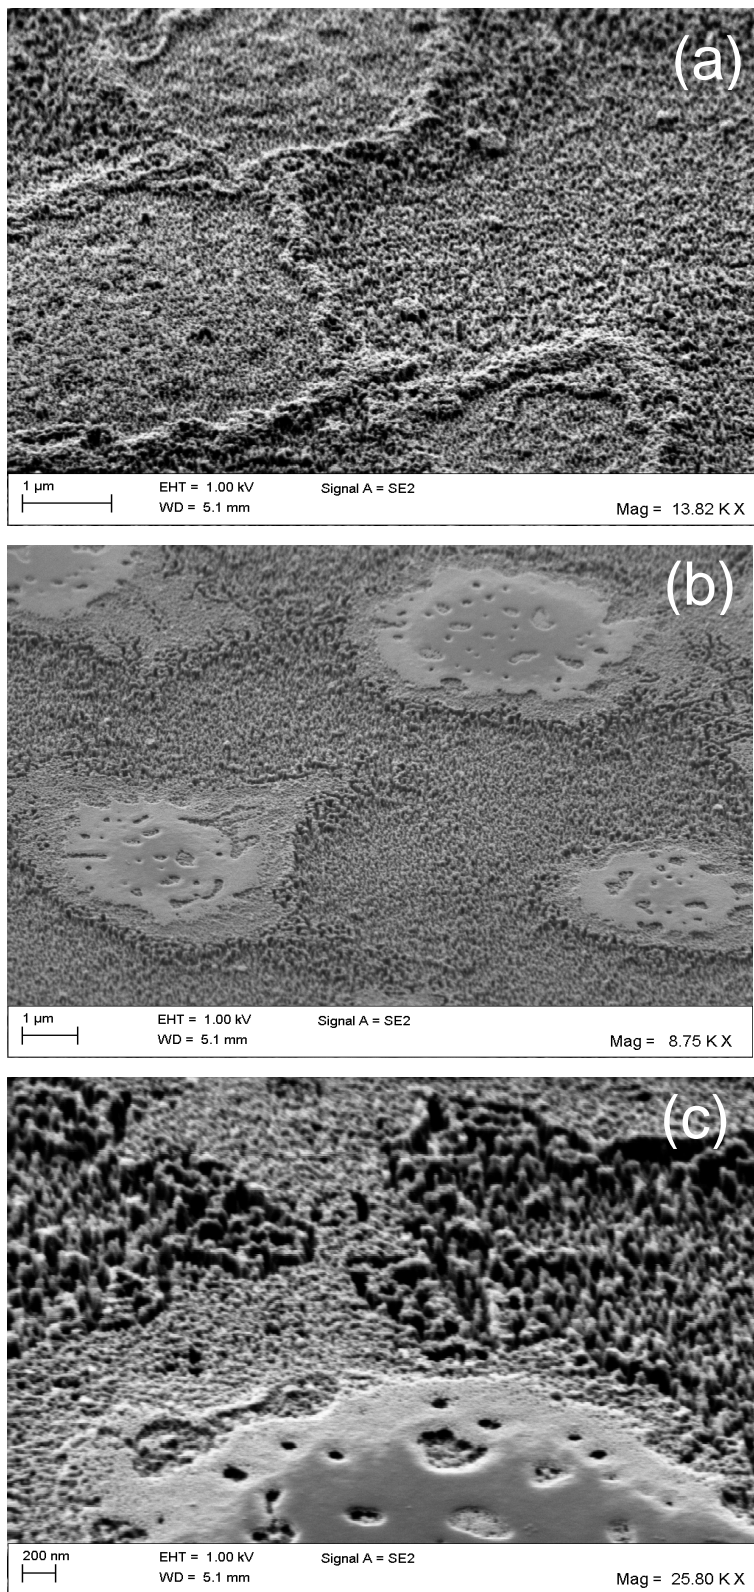 (a)
1 µm EHT = 1.00 kV Signal A = SE2
WD = 5.1 mm Mag = 13.82 K X
(b)
1 µm EHT = 1.00 kV Signal A = SE2
WD = 5.1 mm Mag = 8.75 K X
(c)
200 nm EHT = 1.00 kV Signal A = SE2
WD = 5.1 mm Mag = 25.80 K X